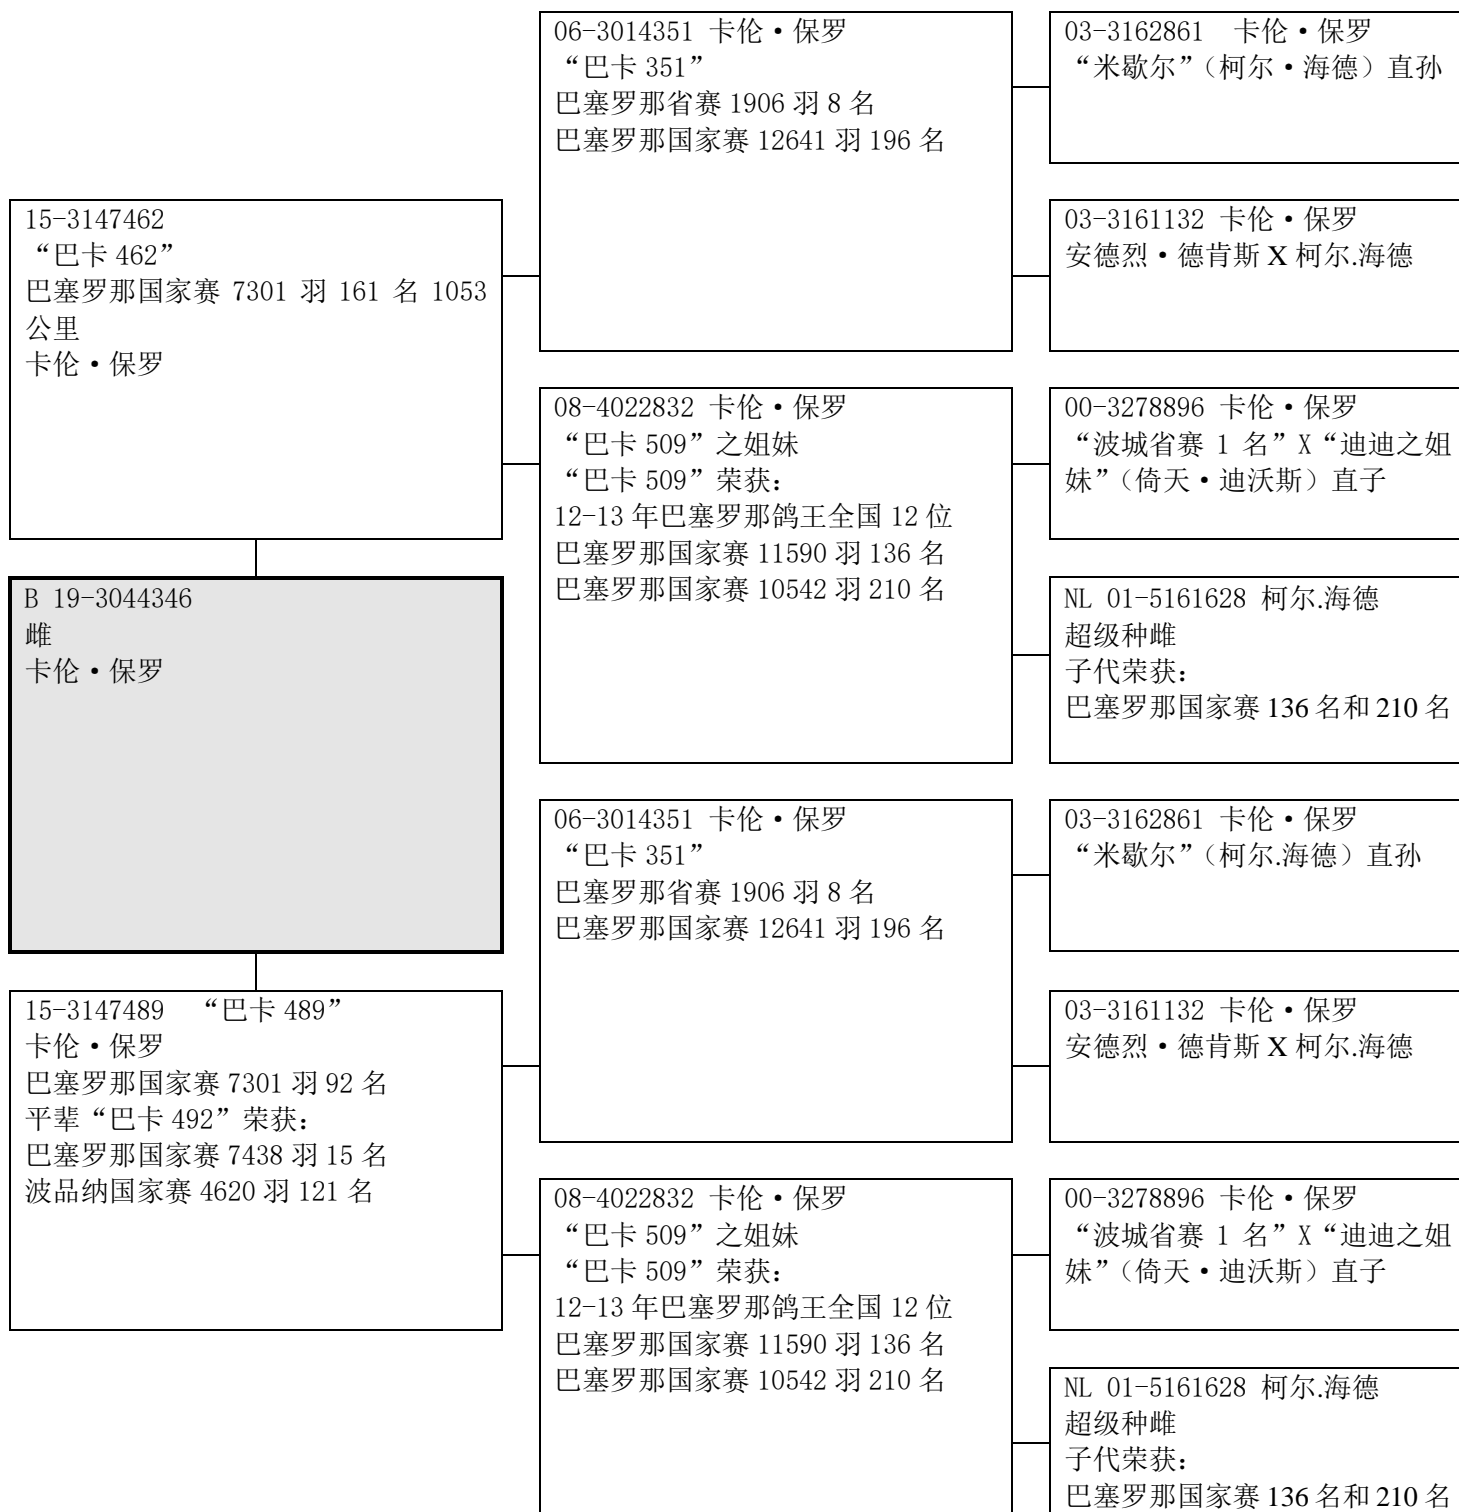 06-3014351 卡伦·保罗
“巴卡 351”
巴塞罗那省赛 1906 羽 8 名
巴塞罗那国家赛 12641 羽 196 名
03-3162861 卡伦·保罗
“米歇尔”（柯尔·海德）直孙
15-3147462
“巴卡 462”
巴塞罗那国家赛 7301 羽 161 名 1053
公里
卡伦·保罗
03-3161132 卡伦·保罗
安德烈·德肯斯 X 柯尔.海德
08-4022832 卡伦·保罗
“巴卡 509”之姐妹
“巴卡 509”荣获：
12-13 年巴塞罗那鸽王全国 12 位
巴塞罗那国家赛 11590 羽 136 名
巴塞罗那国家赛 10542 羽 210 名
00-3278896 卡伦·保罗
“波城省赛 1 名”X“迪迪之姐
妹”（倚天·迪沃斯）直子
B 19-3044346
雌
卡伦·保罗
NL 01-5161628 柯尔.海德
超级种雌
子代荣获：
巴塞罗那国家赛 136 名和 210 名
06-3014351 卡伦·保罗
“巴卡 351”
巴塞罗那省赛 1906 羽 8 名
巴塞罗那国家赛 12641 羽 196 名
03-3162861 卡伦·保罗
“米歇尔”（柯尔.海德）直孙
15-3147489 “巴卡 489”
卡伦·保罗
巴塞罗那国家赛 7301 羽 92 名
平辈“巴卡 492”荣获：
巴塞罗那国家赛 7438 羽 15 名
波品纳国家赛 4620 羽 121 名
03-3161132 卡伦·保罗
安德烈·德肯斯 X 柯尔.海德
08-4022832 卡伦·保罗
“巴卡 509”之姐妹
“巴卡 509”荣获：
12-13 年巴塞罗那鸽王全国 12 位
巴塞罗那国家赛 11590 羽 136 名
巴塞罗那国家赛 10542 羽 210 名
00-3278896 卡伦·保罗
“波城省赛 1 名”X“迪迪之姐
妹”（倚天·迪沃斯）直子
NL 01-5161628 柯尔.海德
超级种雌
子代荣获：
巴塞罗那国家赛 136 名和 210 名